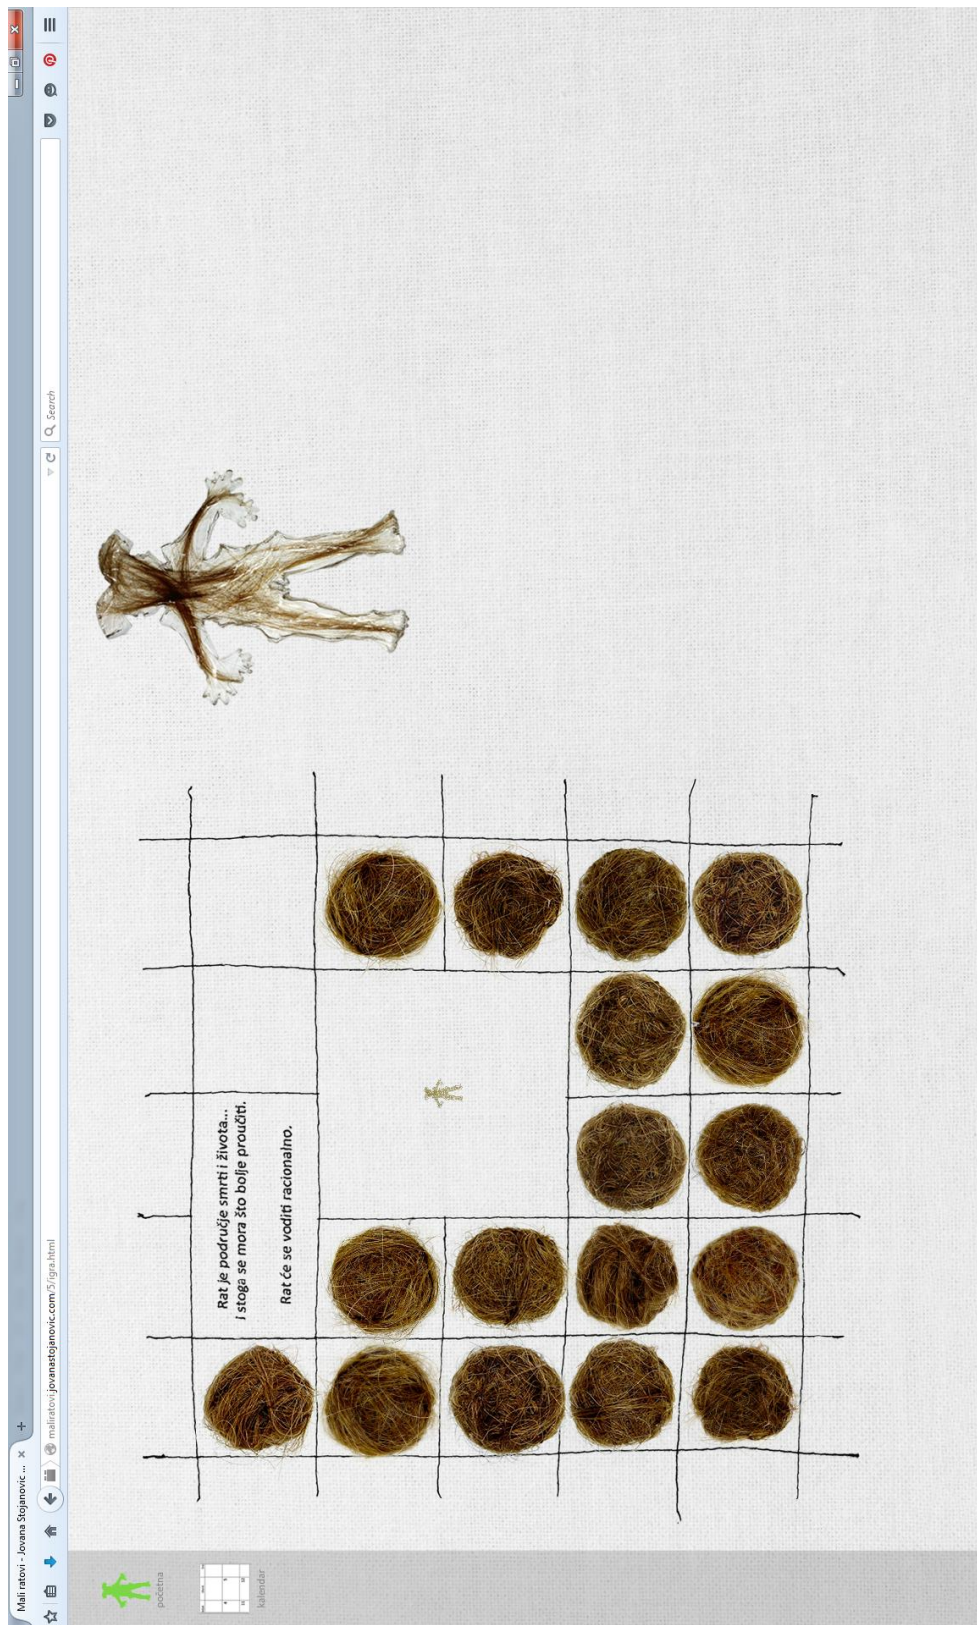 Mali ratovi - Jovana Stojanovic ...
maliratovi.jovanastojanovic.com/5/igra.html
Search
početna
kalendar
Rat je područje smrti i života...
i stoga se mora što bolje proučiti.
Rat će se voditi racionalno.